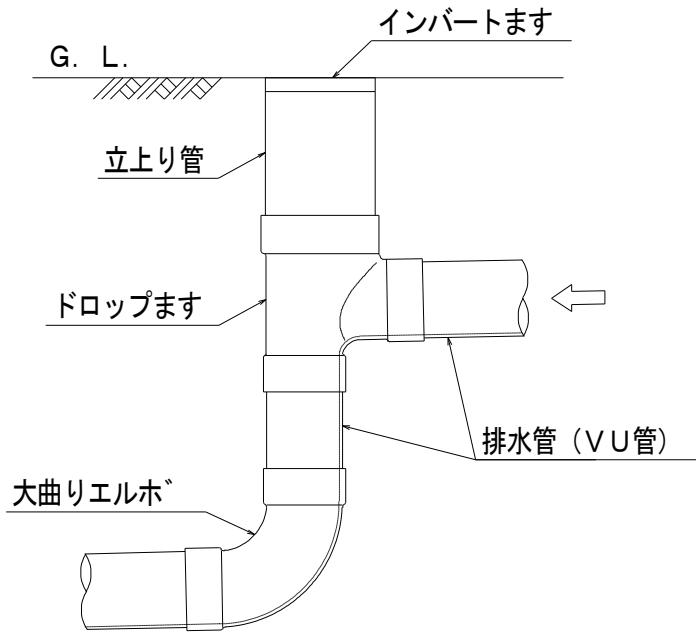 インバートます
G. L.
立上り管
ドロップます
排水管（ＶＵ管）
大曲りエルボ